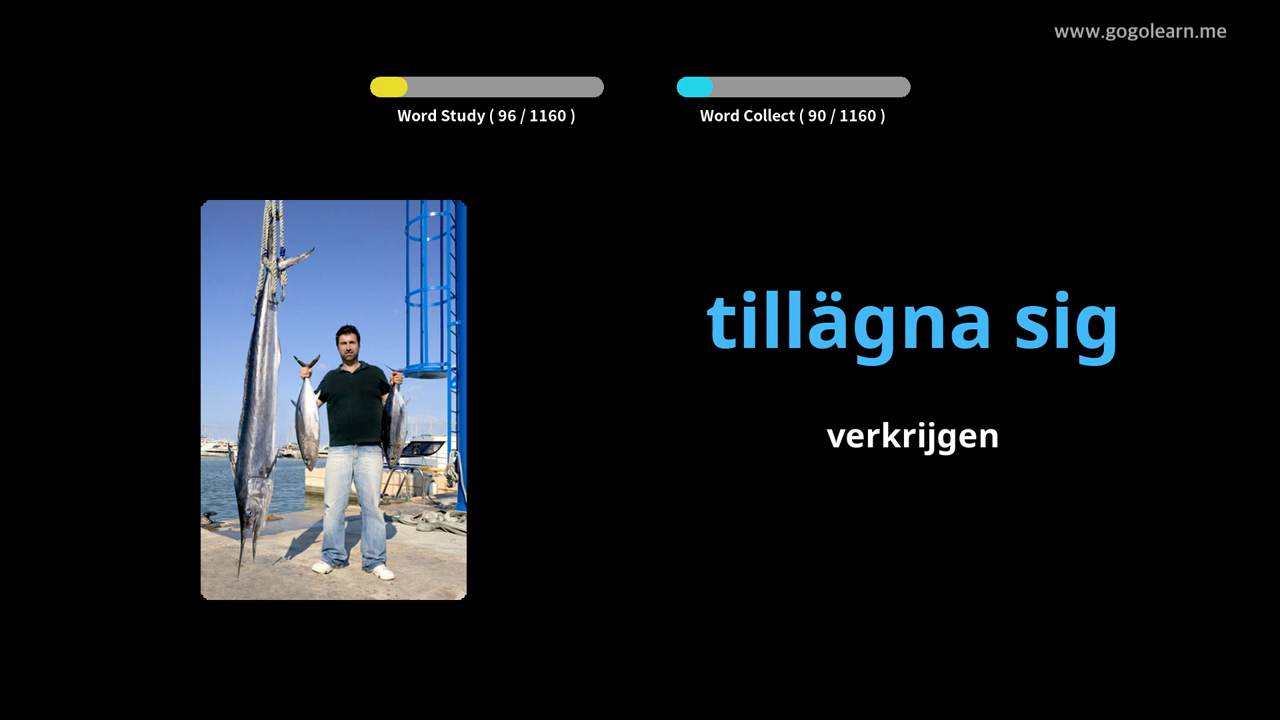 www.gogolearn.me
Word Study ( 96 / 1160 )
Word Collect ( 90 / 1160 )
tillägna sig
verkrijgen